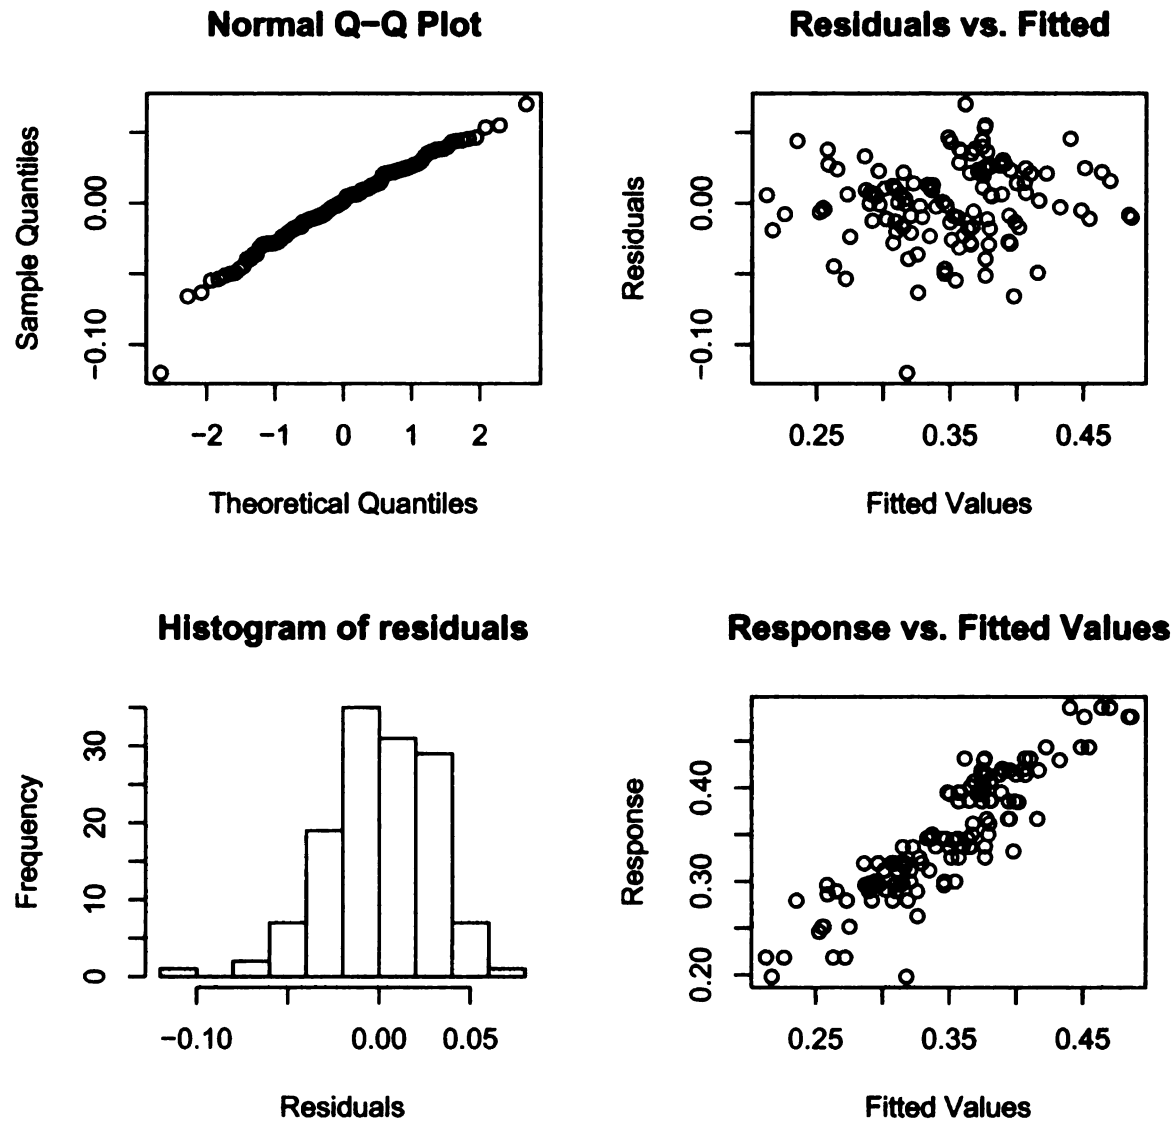 Normal Q−Q Plot
Sample Quantiles
0.00
−0.10
−2 −1 0 1 2
Theoretical Quantiles
Residuals vs. Fitted
Residuals
0.00
−0.10
0.25 0.35 0.45
Fitted Values
Histogram of residuals
Frequency
30
20
10
0
−0.10 0.00 0.05
Residuals
Response vs. Fitted Values
Response
0.40
0.30
0.20
0.25 0.35 0.45
Fitted Values